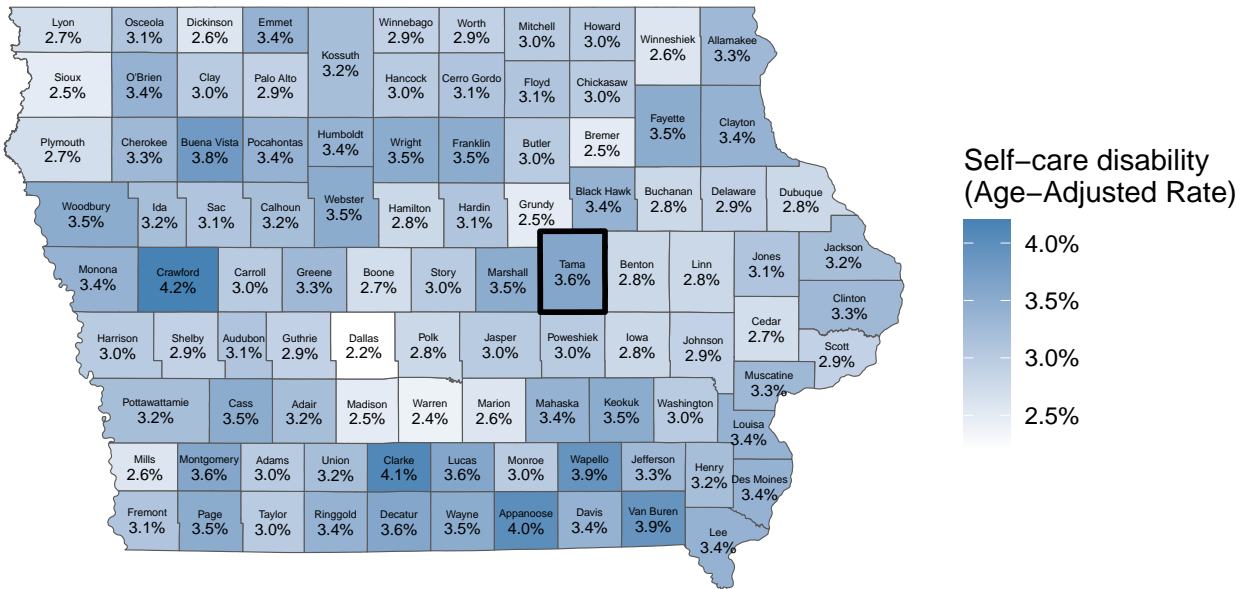 Lyon
2.7%
Osceola
3.1%
Dickinson
2.6%
Emmet
3.4%
Kossuth
3.2%
Winnebago
2.9%
Worth
2.9%
Mitchell
3.0%
Howard
3.0%
Winneshiek
2.6%
Allamakee
3.3%
Sioux
2.5%
O'Brien
3.4%
Clay
3.0%
Palo Alto
2.9%
Hancock
3.0%
Cerro Gordo
3.1%
Floyd
3.1%
Chickasaw
3.0%
Fayette
3.5%
Clayton
3.4%
Plymouth
2.7%
Cherokee
3.3%
Buena Vista
3.8%
Pocahontas
3.4%
Humboldt
3.4%
Wright
3.5%
Franklin
3.5%
Butler
3.0%
Bremer
2.5%
Woodbury
3.5%
Ida
3.2%
Sac
3.1%
Calhoun
3.2%
Webster
3.5%
Hamilton
2.8%
Hardin
3.1%
Grundy
2.5%
Black Hawk
3.4%
Buchanan
2.8%
Delaware
2.9%
Dubuque
2.8%
Monona
3.4%
Crawford
4.2%
Carroll
3.0%
Greene
3.3%
Boone
2.7%
Story
3.0%
Marshall
3.5%
Tama
3.6%
Benton
2.8%
Linn
2.8%
Jones
3.1%
Jackson
3.2%
Clinton
3.3%
Harrison
3.0%
Shelby
2.9%
Audubon
3.1%
Guthrie
2.9%
Dallas
2.2%
Polk
2.8%
Jasper
3.0%
Poweshiek
3.0%
Iowa
2.8%
Johnson
2.9%
Cedar
2.7%
Scott
2.9%
Muscatine
3.3%
Pottawattamie
3.2%
Cass
3.5%
Adair
3.2%
Madison
2.5%
Warren
2.4%
Marion
2.6%
Mahaska
3.4%
Keokuk
3.5%
Washington
3.0%
Louisa
3.4%
Mills
2.6%
Montgomery
3.6%
Adams
3.0%
Union
3.2%
Clarke
4.1%
Lucas
3.6%
Monroe
3.0%
Wapello
3.9%
Jefferson
3.3%
Henry
3.2%
Des Moines
3.4%
Fremont
3.1%
Page
3.5%
Taylor
3.0%
Ringgold
3.4%
Decatur
3.6%
Wayne
3.5%
Appanoose
4.0%
Davis
3.4%
Van Buren
3.9%
Lee
3.4%
Self−care disability
(Age−Adjusted Rate)
4.0%
3.5%
3.0%
2.5%